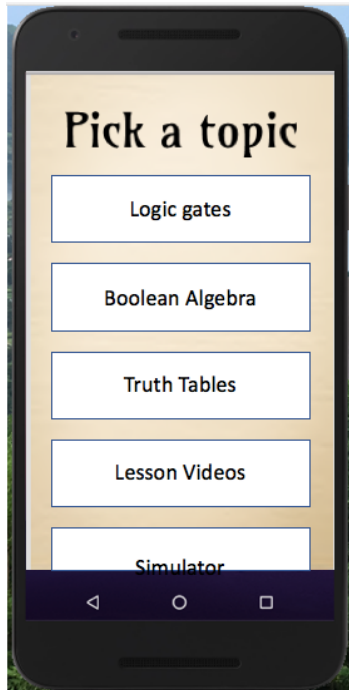 Pick a topic
Logic gates
Boolean Algebra
Truth Tables
Lesson Videos
Simulator